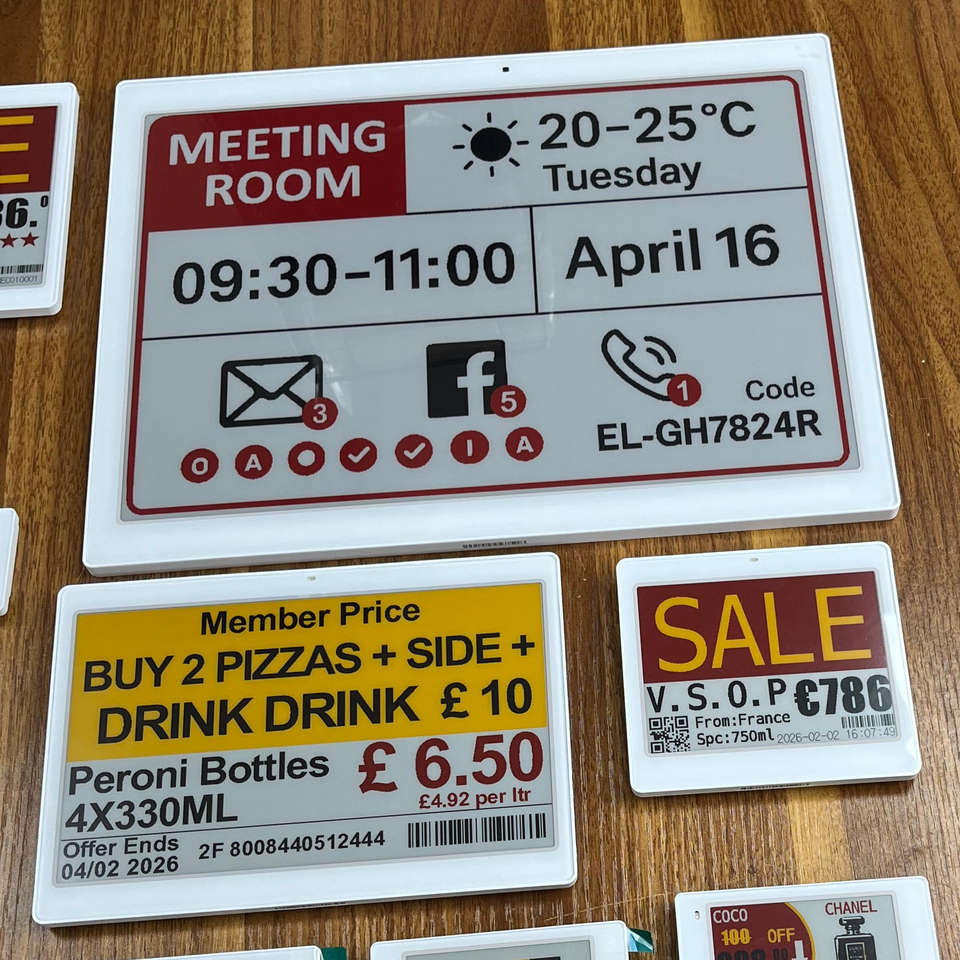 MEETING
ROOM
20-25°C
Tuesday
09:30-11:00
April 16
3
f
5
1
Code
EL-GH7824R
O A I A
Member Price
BUY 2 PIZZAS + SIDE +
DRINK DRINK £ 10
Peroni Bottles
4X330ML
£ 6.50
£4.92 per ltr
Offer Ends
04/02 2026
2F 8008440512444
SALE
V.S.O.P €786
From:France
Spc:750ml
2026-02-02 16:07:49
COCO
CHANEL
100 OFF